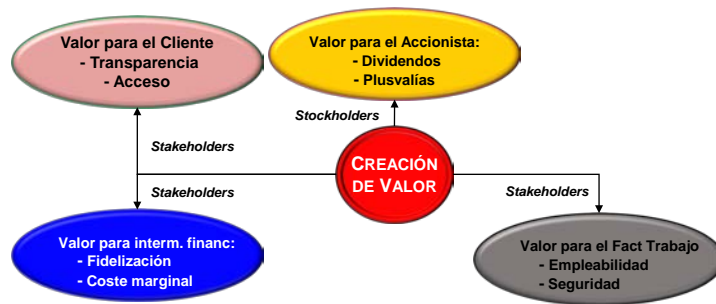 Valor para el Cliente
- Transparencia
- Acceso
Valor para el Accionista:
- Dividendos
- Plusvalías
Stockholders
Stakeholders
CREACIÓN
DE VALOR
Stakeholders
Stakeholders
Valor para interm. financ:
- Fidelización
- Coste marginal
Valor para el Fact Trabajo
- Empleabilidad
- Seguridad